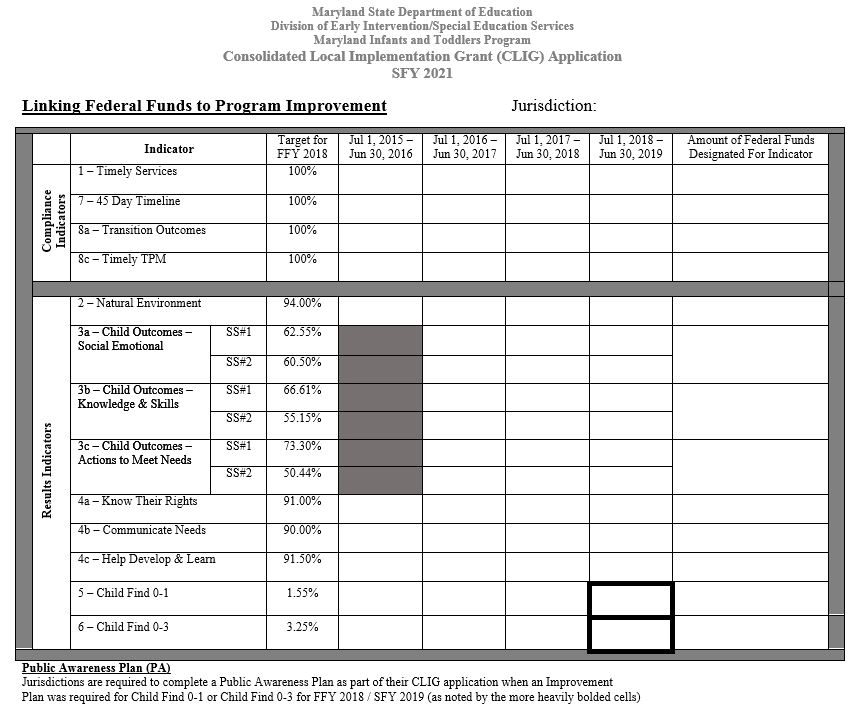 Maryland State Department of Education
Division of Early Intervention/Special Education Services
Maryland Infants and Toddlers Program
Consolidated Local Implementation Grant (CLIG) Application
SFY 2021
Linking Federal Funds to Program Improvement Jurisdiction:
Indicator Target for FFY 2018 Jul 1, 2015 – Jun 30, 2016 Jul 1, 2016 – Jun 30, 2017 Jul 1, 2017 – Jun 30, 2018 Jul 1, 2018 – Jun 30, 2019 Amount of Federal Funds Designated For Indicator
Compliance Indicators
1 – Timely Services 100%
7 – 45 Day Timeline 100%
8a – Transition Outcomes 100%
8c – Timely TPM 100%
Results Indicators
2 – Natural Environment 94.00%
3a – Child Outcomes – Social Emotional SS#1 62.55%
SS#2 60.50%
3b – Child Outcomes – Knowledge & Skills SS#1 66.61%
SS#2 55.15%
3c – Child Outcomes – Actions to Meet Needs SS#1 73.30%
SS#2 50.44%
4a – Know Their Rights 91.00%
4b – Communicate Needs 90.00%
4c – Help Develop & Learn 91.50%
5 – Child Find 0-1 1.55%
6 – Child Find 0-3 3.25%
Public Awareness Plan (PA)
Jurisdictions are required to complete a Public Awareness Plan as part of their CLIG application when an Improvement
Plan was required for Child Find 0-1 or Child Find 0-3 for FFY 2018 / SFY 2019 (as noted by the more heavily bolded cells)